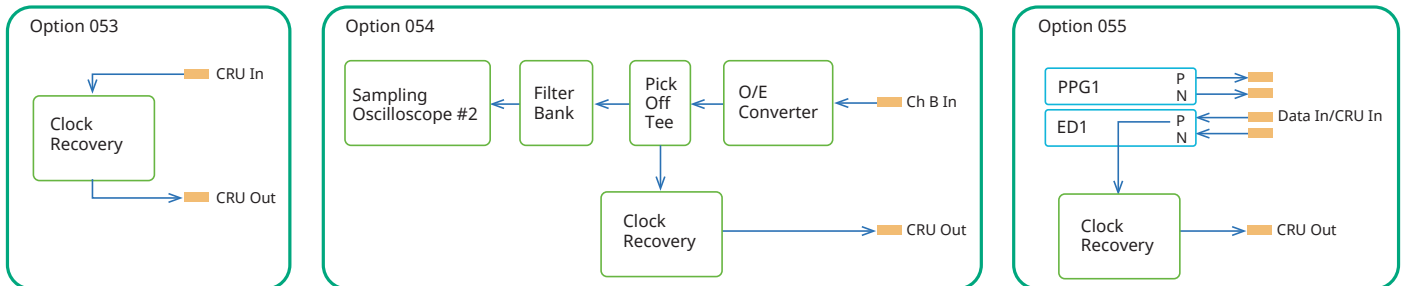 Option 053
CRU In
Clock
Recovery
CRU Out
Option 054
Sampling
Oscilloscope #2
Filter
Bank
Pick
Off
Tee
O/E
Converter
Ch B In
Clock
Recovery
CRU Out
Option 055
PPG1
P
N
ED1
P
N
Data In/CRU In
Clock
Recovery
CRU Out